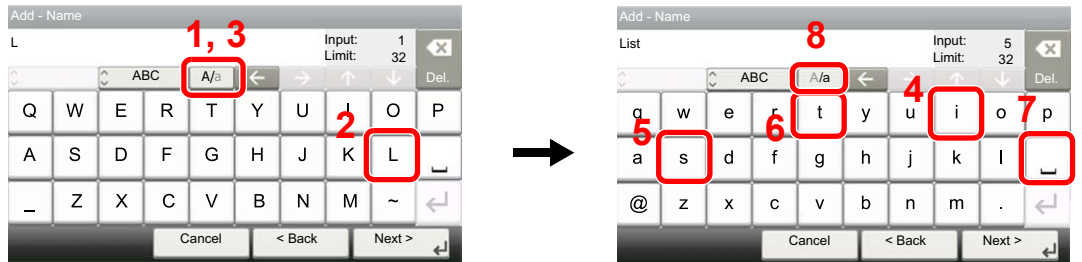 Add - Name
L
1, 3
Input: 1
Limit: 32
ABC A/a ← → ↑ ↓ Del.
Q W E R T Y U I O P
2
A S D F G H J K L ⎵
_ Z X C V B N M ~
Cancel < Back Next >
Add - Name
List
8
Input: 5
Limit: 32
ABC A/a ← → ↑ ↓ Del.
4
q w e r t y u i o p
5 6 7
a s d f g h j k l ⎵
@ z x c v b n m .
Cancel < Back Next >